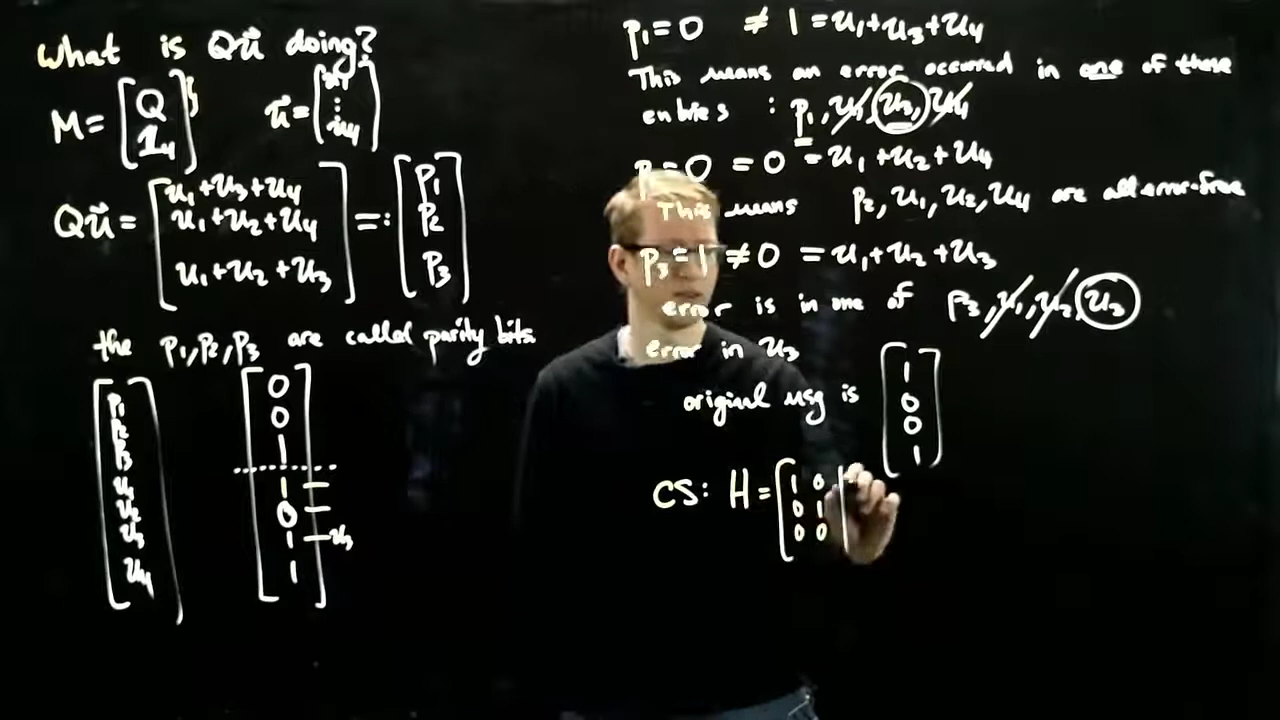 What is Qu⃗ doing?
M = [ Q
1₄ ]
u⃗ = [ ⋮
u₄ ]
Qu⃗ = [ u₁+u₃+u₄
u₁+u₂+u₄
u₁+u₂+u₃ ] =: [ p₁
p₂
p₃ ]
the p₁,p₂,p₃ are called parity bits
[ p₁
p₂
p₃
u₁
u₂
u₃
u₄ ]
[ 0
0
1
1
0
1 — u₃
1 ]
p₁=0 ≠ 1 = u₁+u₃+u₄
This means an error occurred in one of these
entries : p₁, u₁, u₃, u₄
=0 = 0 = u₁+u₂+u₄
This means p₂, u₁, u₂, u₄ are all error-free
p₃=1 ≠ 0 = u₁+u₂+u₃
error is in one of p₃, u₁, u₂, u₃
error in u₃
original msg is [ 1
0
0
1 ]
CS: H = [ 1 0
0 1
0 0